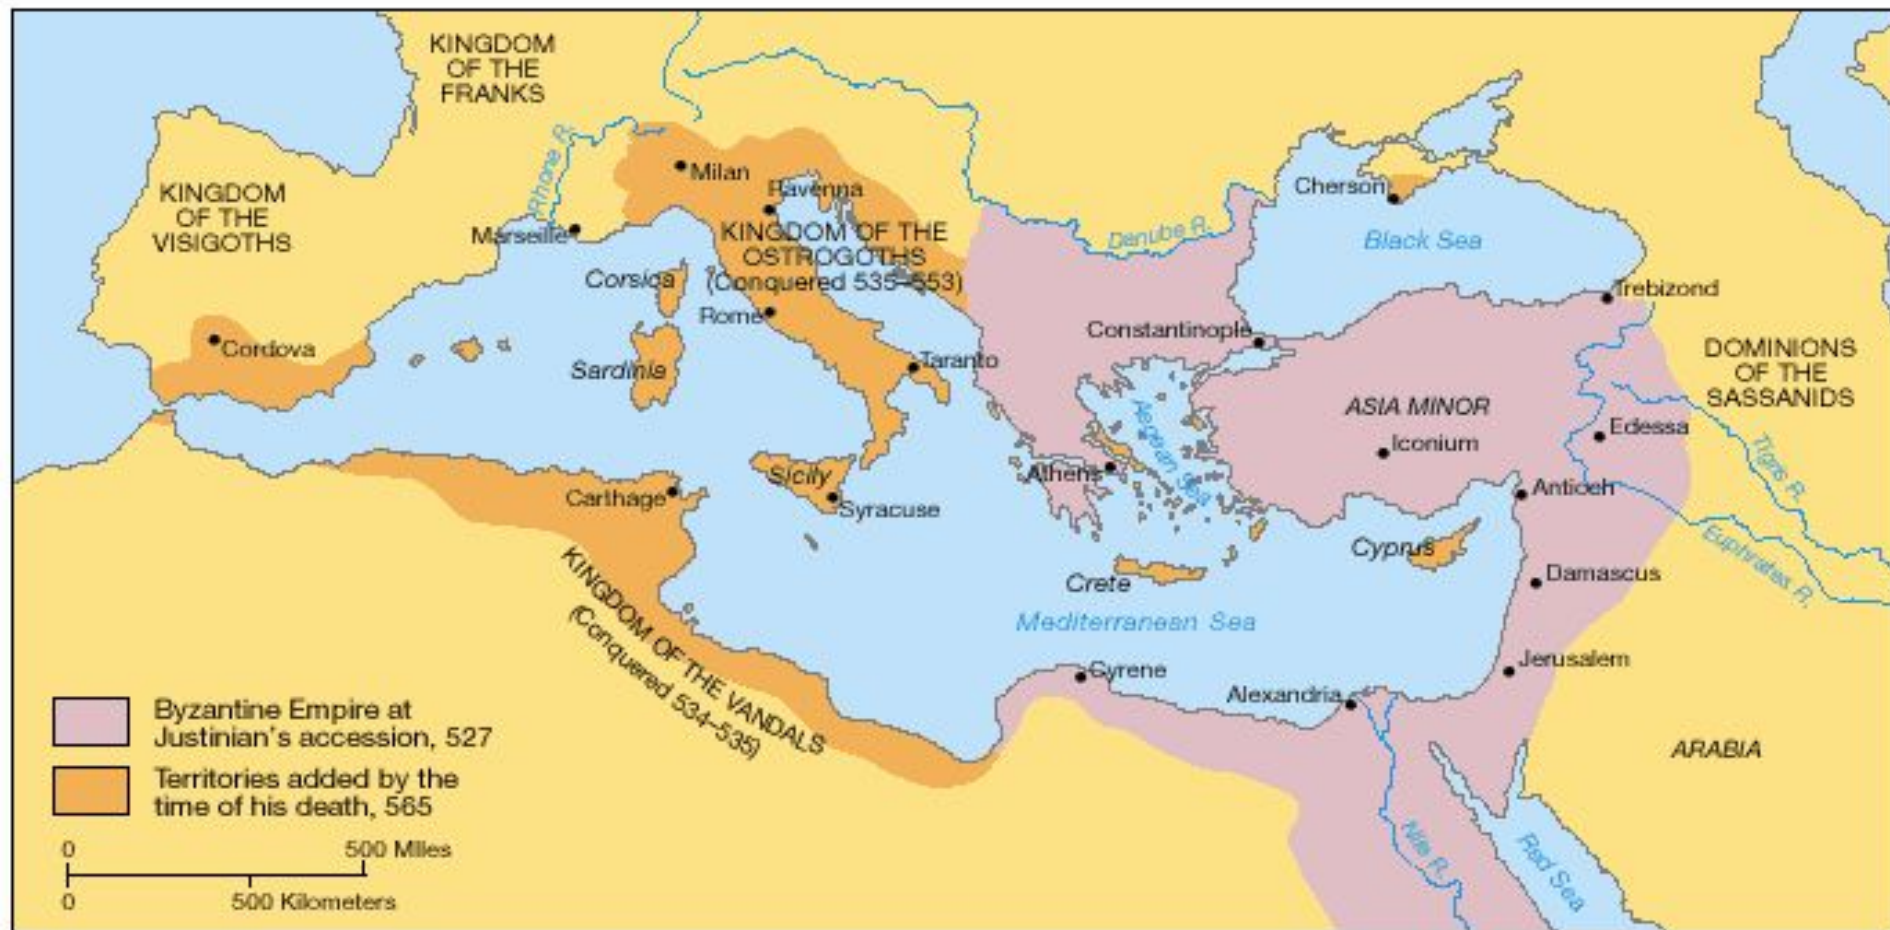 KINGDOM
OF THE
FRANKS
KINGDOM
OF THE
VISIGOTHS
Rhone R.
Milan
Ravenna
Marseille
KINGDOM OF THE
OSTROGOTHS
(Conquered 535–553)
Corsica
Rome
Cordova
Sardinia
Taranto
Danube R.
Cherson
Black Sea
Trebizond
Constantinople
DOMINIONS
OF THE
SASSANIDS
ASIA MINOR
Iconium
Edessa
Tigris R.
Aegean Sea
Athens
Antioch
Sicily
Carthage
Syracuse
Cyprus
Crete
Euphrates R.
Damascus
Mediterranean Sea
KINGDOM OF THE VANDALS
(Conquered 534–535)
Cyrene
Jerusalem
Alexandria
ARABIA
Nile R.
Red Sea
Byzantine Empire at
Justinian's accession, 527
Territories added by the
time of his death, 565
0 500 Miles
0 500 Kilometers